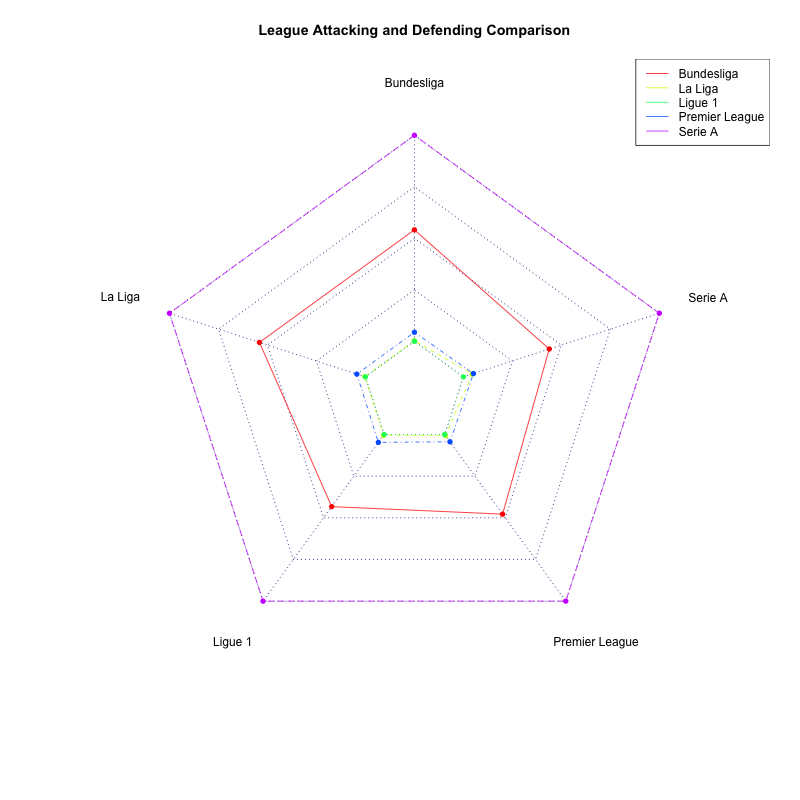 League Attacking and Defending Comparison
Bundesliga
Bundesliga
La Liga
Ligue 1
Premier League
Serie A
La Liga
Serie A
Ligue 1
Premier League